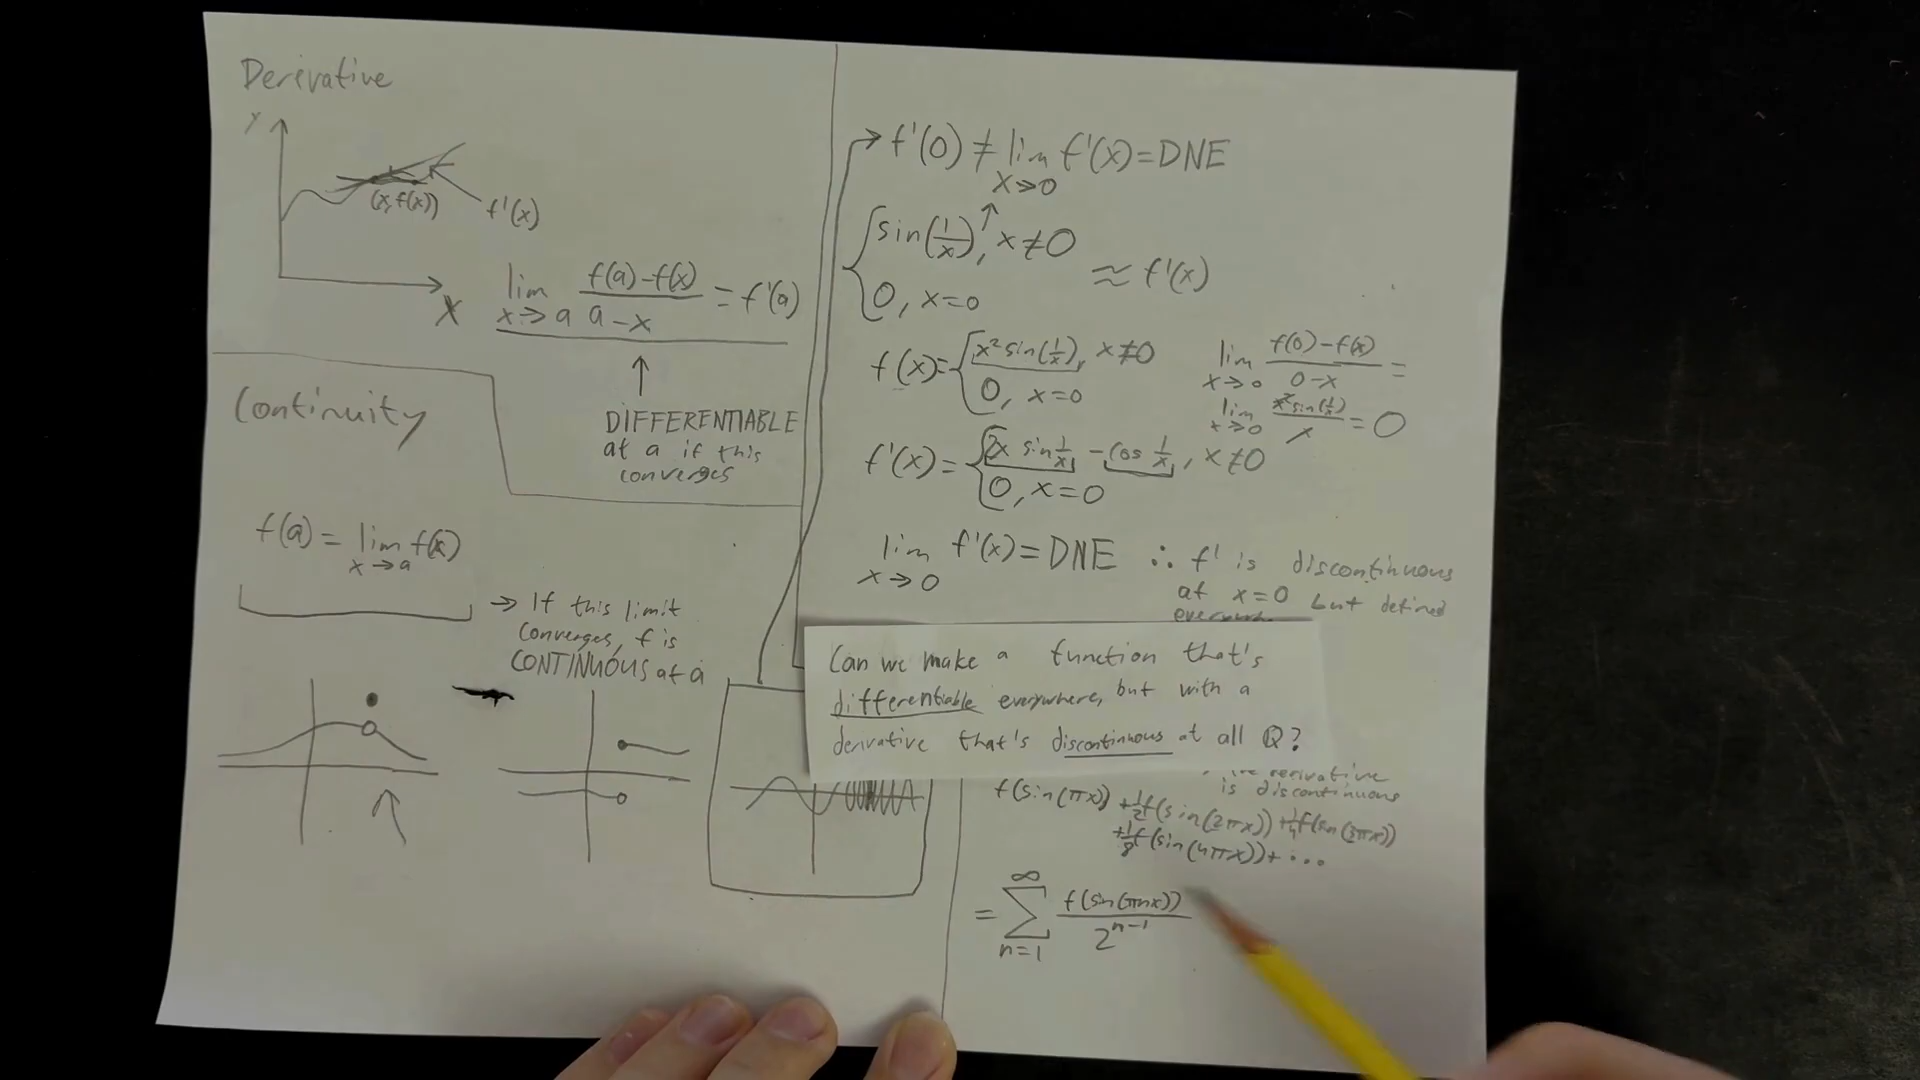 Derivative
y
(x, f(x))
f'(x)
x
lim x→a (f(a)-f(x))/(a-x) = f'(a)
DIFFERENTIABLE
at a if this
converges
Continuity
f(a) = lim x→a f(x)
→ If this limit
converges, f is
CONTINUOUS at a
→ f'(0) ≠ lim x→0 f'(x) = DNE
{ sin(1/x), x≠0
0, x=0
≈ f'(x)
f(x) = { x² sin(1/x), x≠0
0, x=0
lim x→0 (f(0)-f(x))/(0-x) =
lim x→0 (x² sin(1/x))/x = 0
f'(x) = { 2x sin 1/x - cos 1/x, x≠0
0, x=0
lim x→0 f'(x) = DNE ∴ f' is discontinuous
at x=0 but defined
everywhere
Can we make a function that's
differentiable everywhere, but with a
derivative that's discontinuous at all Q?
derivative
is discontinuous
f(sin(πx)) + 1/2 f(sin(2πx)) + 1/4 f(sin(3πx))
+ 1/8 f(sin(4πx)) + ...
= ∑ n=1 ∞ f(sin(πnx))/2^(n-1)